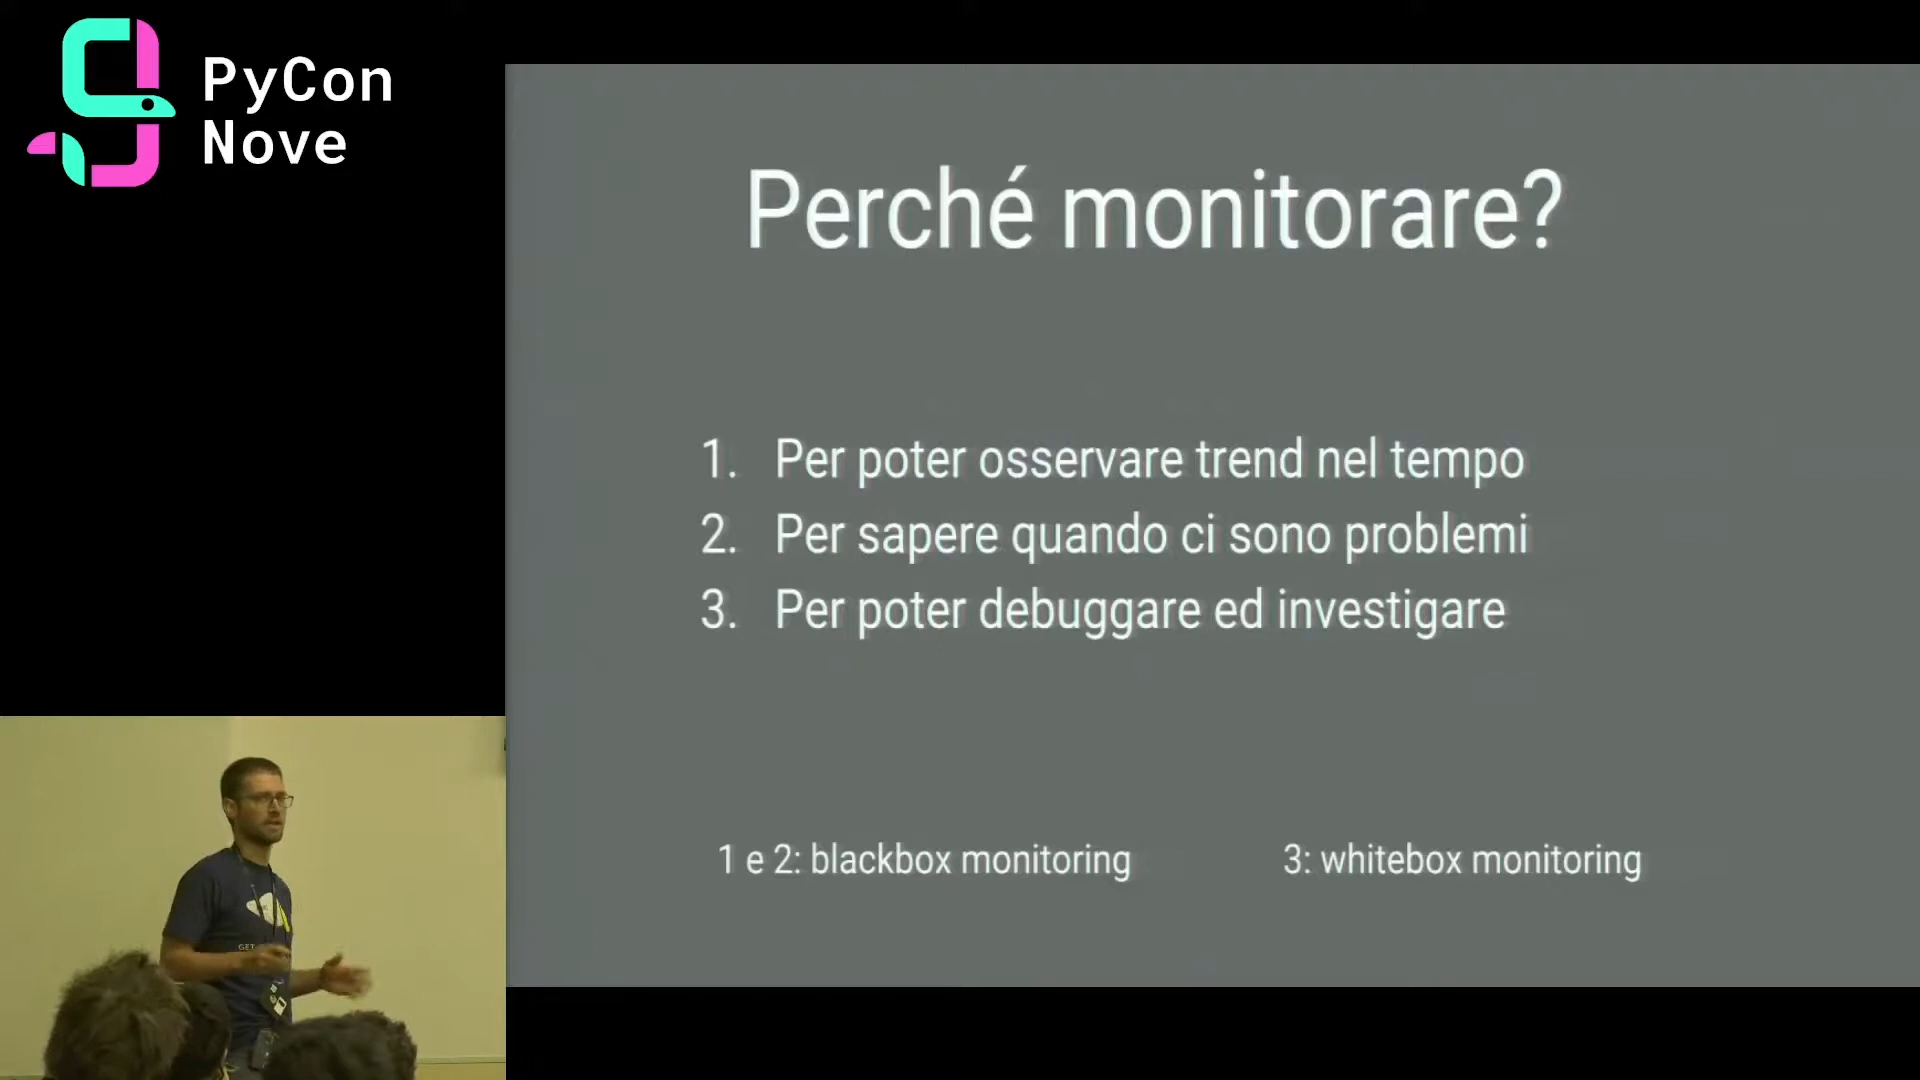 PyCon
Nove
Perché monitorare?
1. Per poter osservare trend nel tempo
2. Per sapere quando ci sono problemi
3. Per poter debuggare ed investigare
1 e 2: blackbox monitoring
3: whitebox monitoring
GET